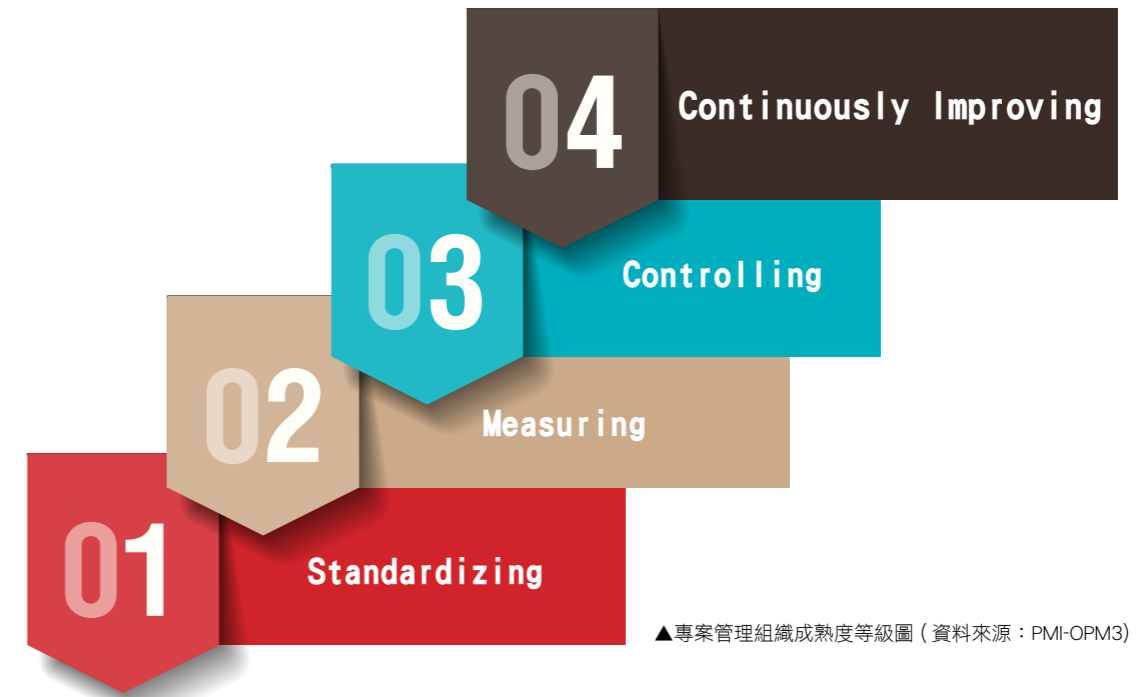 04 Continuously Improving
03 Controlling
02 Measuring
01 Standardizing
▲專案管理組織成熟度等級圖 ( 資料來源：PMI-OPM3)